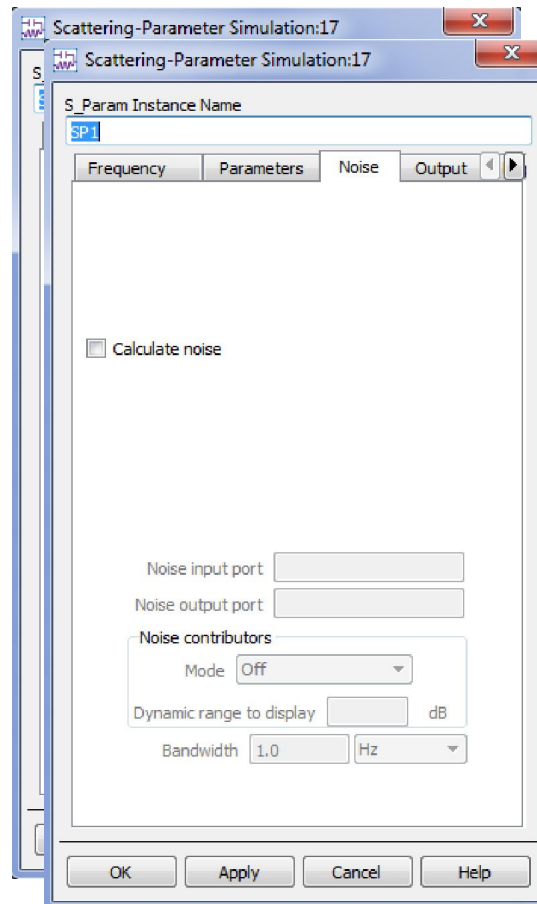 Scattering-Parameter Simulation:17
Scattering-Parameter Simulation:17
S_Param Instance Name
SP1
Frequency Parameters Noise Output
Calculate noise
Noise input port
Noise output port
Noise contributors
Mode Off
Dynamic range to display dB
Bandwidth 1.0 Hz
OK Apply Cancel Help